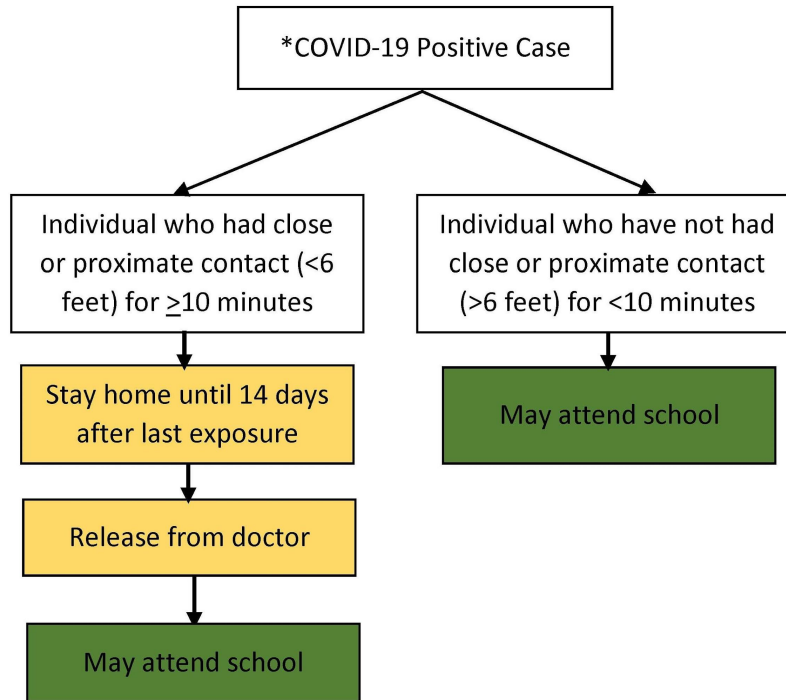 *COVID-19 Positive Case
Individual who had close
or proximate contact (<6
feet) for ≥10 minutes
Individual who have not had
close or proximate contact
(>6 feet) for <10 minutes
Stay home until 14 days
after last exposure
May attend school
Release from doctor
May attend school